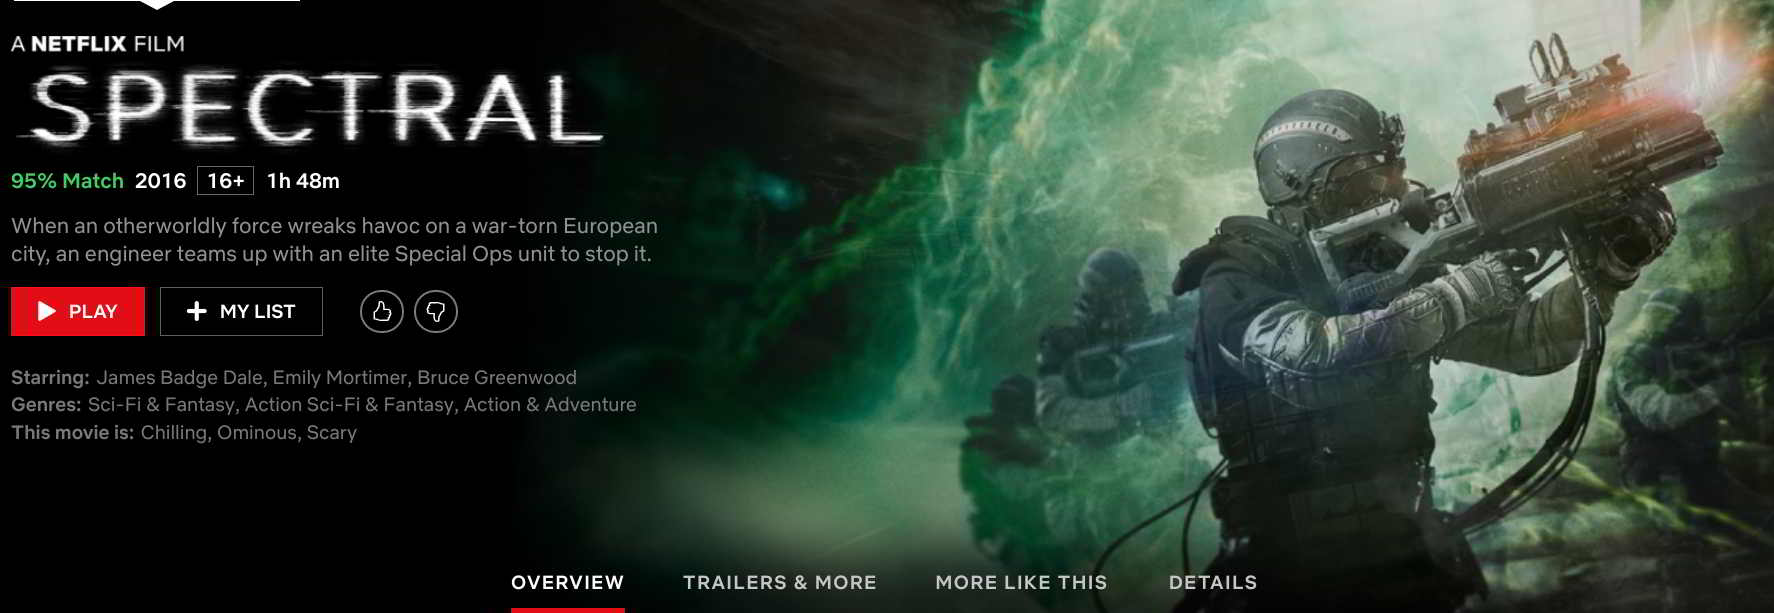 A NETFLIX FILM
SPECTRAL
95% Match 2016 16+ 1h 48m
When an otherworldly force wreaks havoc on a war-torn European
city, an engineer teams up with an elite Special Ops unit to stop it.
PLAY + MY LIST
Starring: James Badge Dale, Emily Mortimer, Bruce Greenwood
Genres: Sci-Fi & Fantasy, Action Sci-Fi & Fantasy, Action & Adventure
This movie is: Chilling, Ominous, Scary
OVERVIEW TRAILERS & MORE MORE LIKE THIS DETAILS